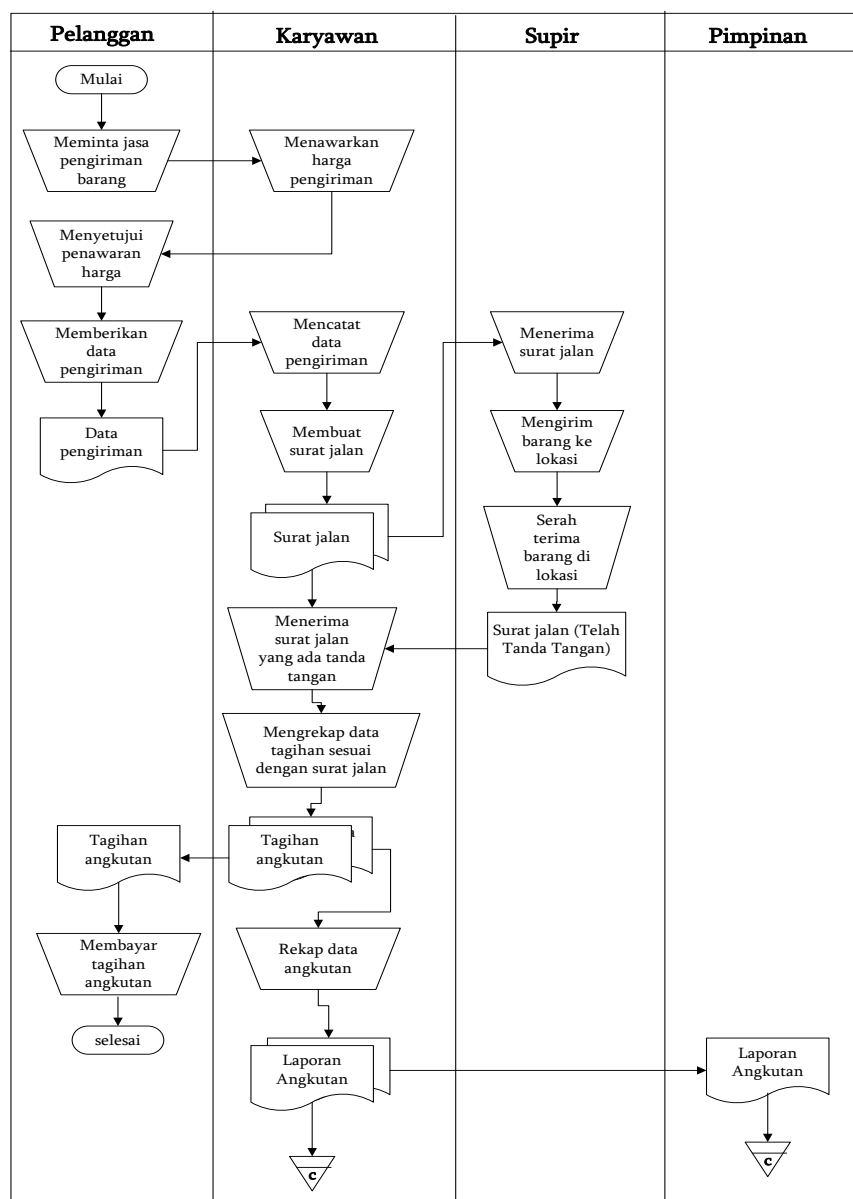 Pelanggan
Karyawan
Supir
Pimpinan
Mulai
Meminta jasa
pengiriman
barang
Menawarkan
harga
pengiriman
Menyetujui
penawaran
harga
Memberikan
data
pengiriman
Mencatat
data
pengiriman
Menerima
surat jalan
Data
pengiriman
Membuat
surat jalan
Mengirim
barang ke
lokasi
Surat jalan
Serah
terima
barang di
lokasi
Menerima
surat jalan
yang ada tanda
tangan
Surat jalan (Telah
Tanda Tangan)
Mengrekap data
tagihan sesuai
dengan surat jalan
Tagihan
angkutan
Tagihan
angkutan
Membayar
tagihan
angkutan
Rekap data
angkutan
selesai
Laporan
Angkutan
Laporan
Angkutan
c
c